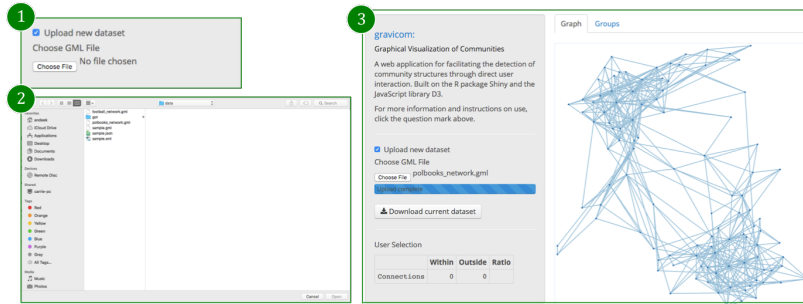 1
Upload new dataset
Choose GML File
Choose File No file chosen
2
data
Search
Favorites
andeek
iCloud Drive
Applications
Desktop
Documents
Downloads
Devices
Remote Disc
Shared
carrie-pc
Tags
Red
Orange
Yellow
Green
Blue
Purple
Gray
All Tags...
Media
Music
Photos
football_network.gml
polbooks_network.gml
sample.gml
sample.json
sample.xml
Cancel Open
3
gravicom:
Graphical Visualization of Communities
A web application for facilitating the detection of
community structures through direct user
interaction. Built on the R package Shiny and the
JavaScript library D3.
For more information and instructions on use,
click the question mark above.
Upload new dataset
Choose GML File
Choose File polbooks_network.gml
Upload complete
Download current dataset
User Selection
Within Outside Ratio
Connections 0 0
Graph Groups